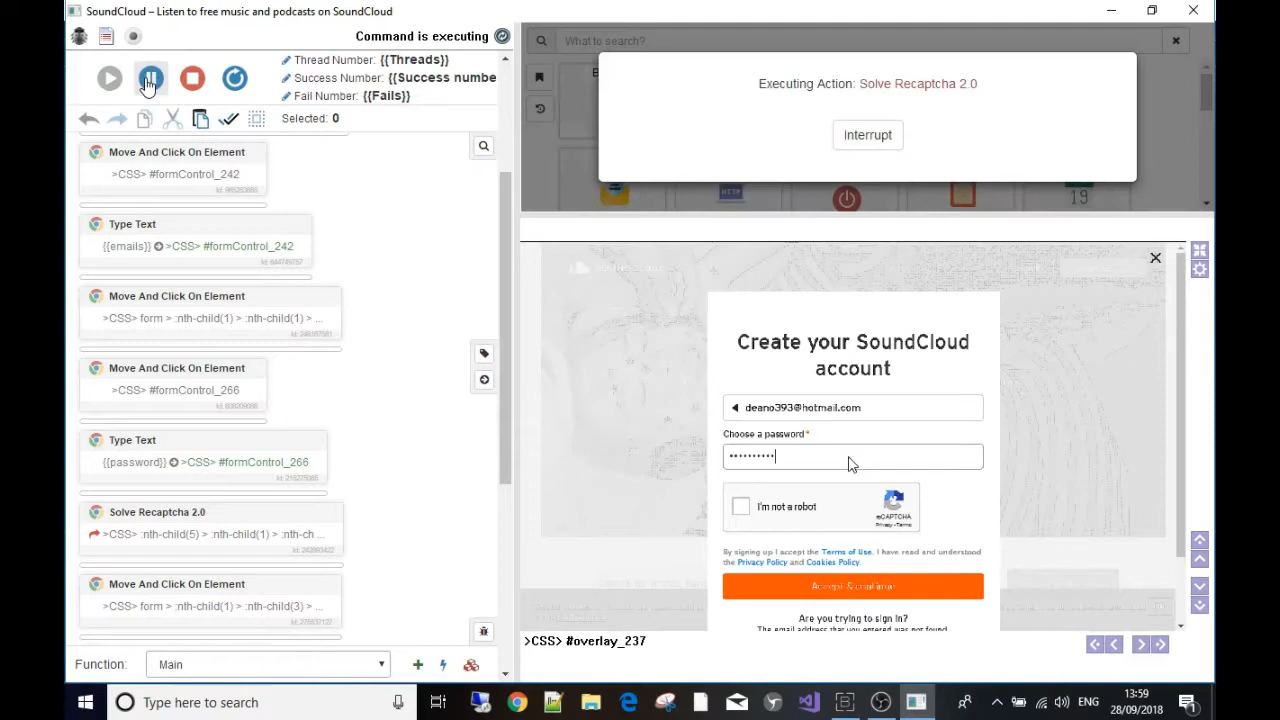 SoundCloud – Listen to free music and podcasts on SoundCloud
Command is executing
Thread Number: {{Threads}}
Success Number: {{Success numbe
Fail Number: {{Fails}}
Selected: 0
Move And Click On Element
>CSS> #formControl_242
Type Text
{{emails}} >CSS> #formControl_242
Move And Click On Element
>CSS> form > :nth-child(1) > :nth-child(1) > ...
Move And Click On Element
>CSS> #formControl_266
Type Text
{{password}} >CSS> #formControl_266
Solve Recaptcha 2.0
>CSS> :nth-child(5) > :nth-child(1) > :nth-ch ...
Move And Click On Element
>CSS> form > :nth-child(1) > :nth-child(3) > ...
Function:
Main
What to search?
Executing Action: Solve Recaptcha 2.0
Interrupt
HTTP
19
Create your SoundCloud
account
deano393@hotmail.com
Choose a password*
I'm not a robot
reCAPTCHA
Privacy - Terms
By signing up I accept the Terms of Use. I have read and understood
the Privacy Policy and Cookies Policy.
Accept & continue
Are you trying to sign in?
The email address that you entered was not found
>CSS> #overlay_237
Type here to search
ENG
13:59
28/09/2018